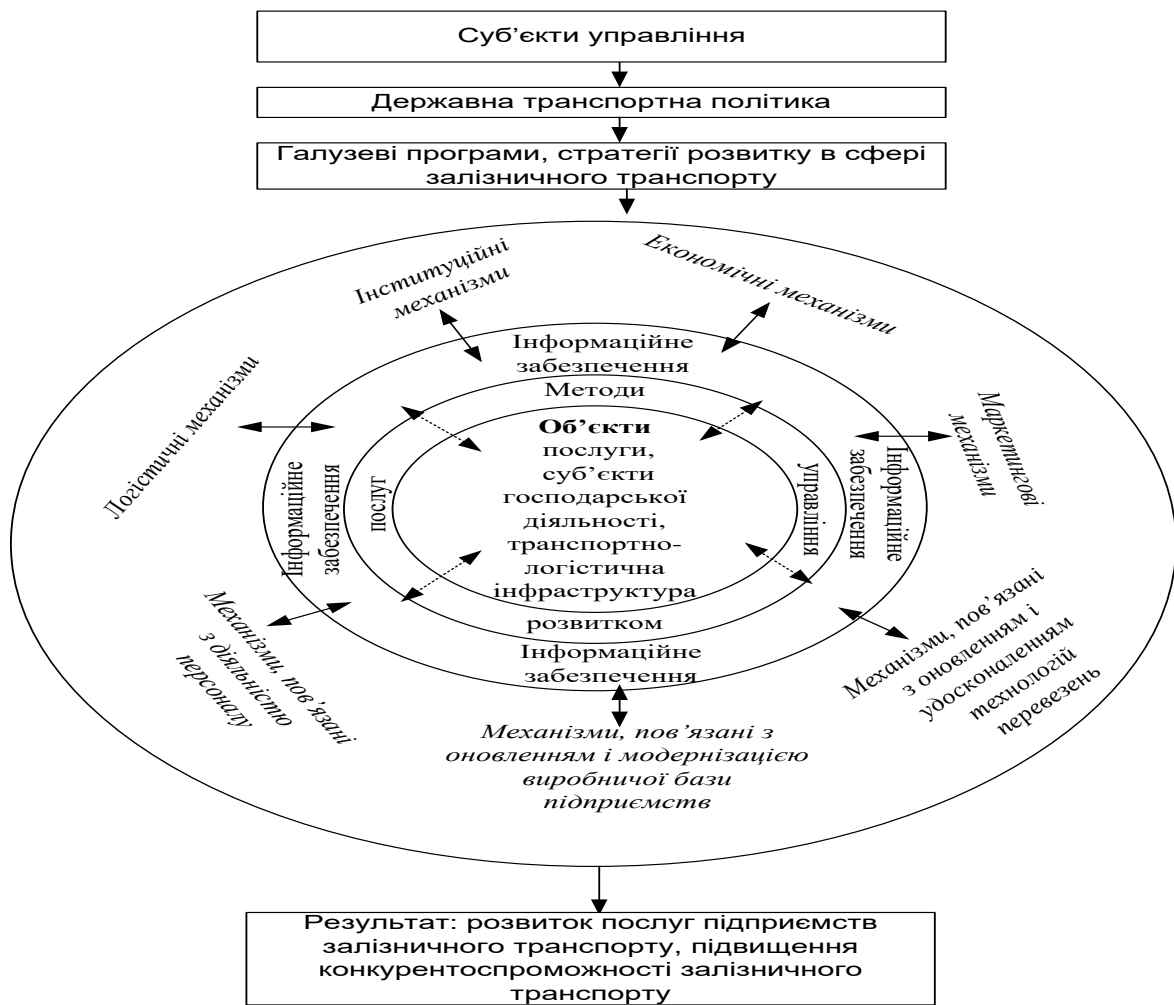 Суб’єкти управління
Державна транспортна політика
Галузеві програми, стратегії розвитку в сфері
залізничного транспорту
Інституційні
механізми
Економічні механізми
Логістичні механізми
Маркетингові
механізми
Інформаційне
забезпечення
Методи
Об’єкти
послуги,
суб’єкти
господарської
діяльності,
транспортно-
логістична
інфраструктура
Інформаційне
забезпечення
послуг
управління
Інформаційне
забезпечення
розвитком
Інформаційне
забезпечення
Механізми, пов’язані
з діяльністю
персоналу
Механізми, пов’язані
з оновленням і
удосконаленням
технологій
перевезень
Механізми, пов’язані з
оновленням і модернізацією
виробничої бази
підприємств
Результат: розвиток послуг підприємств
залізничного транспорту, підвищення
конкурентоспроможності залізничного
транспорту